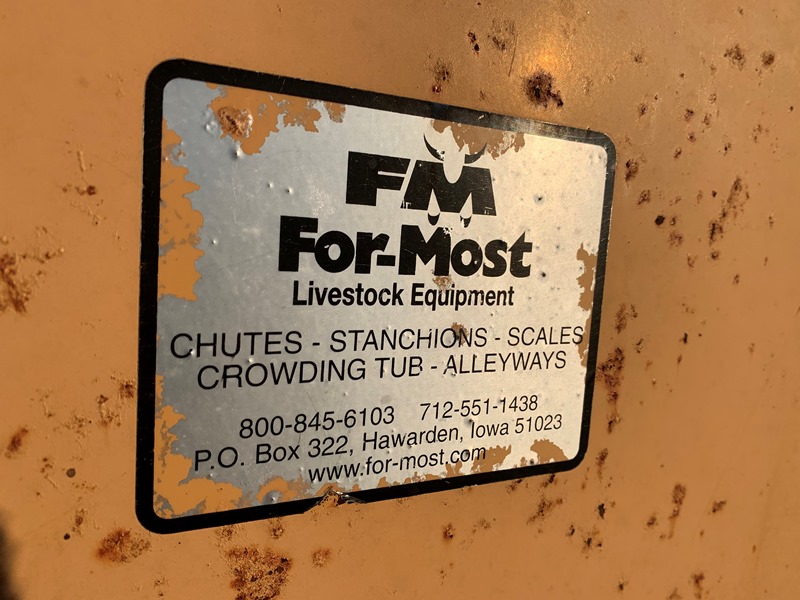 FM
For-Most
Livestock Equipment
CHUTES - STANCHIONS - SCALES
CROWDING TUB - ALLEYWAYS
800-845-6103 712-551-1438
P.O. Box 322, Hawarden, Iowa 51023
www.for-most.com